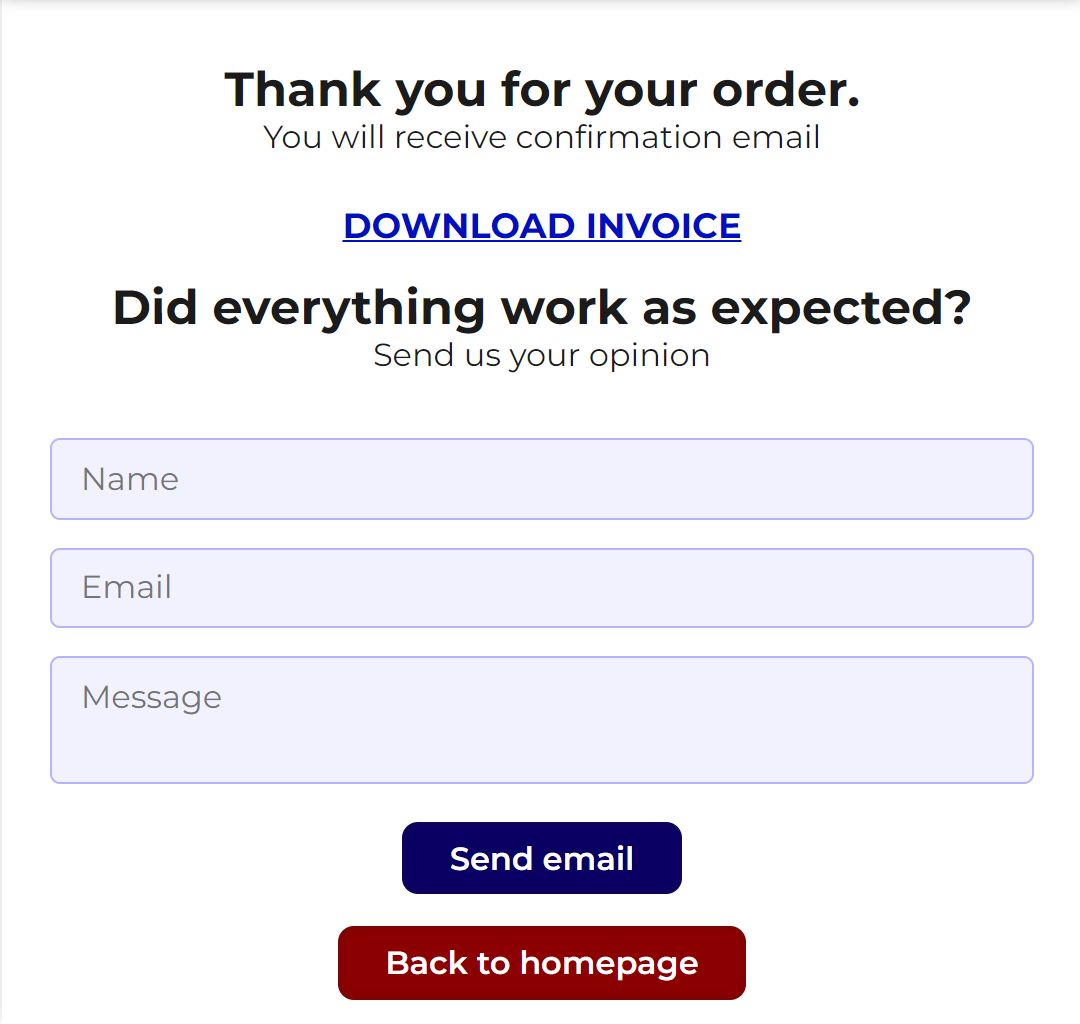 Thank you for your order.
You will receive confirmation email
DOWNLOAD INVOICE
Did everything work as expected?
Send us your opinion
Name
Email
Message
Send email
Back to homepage